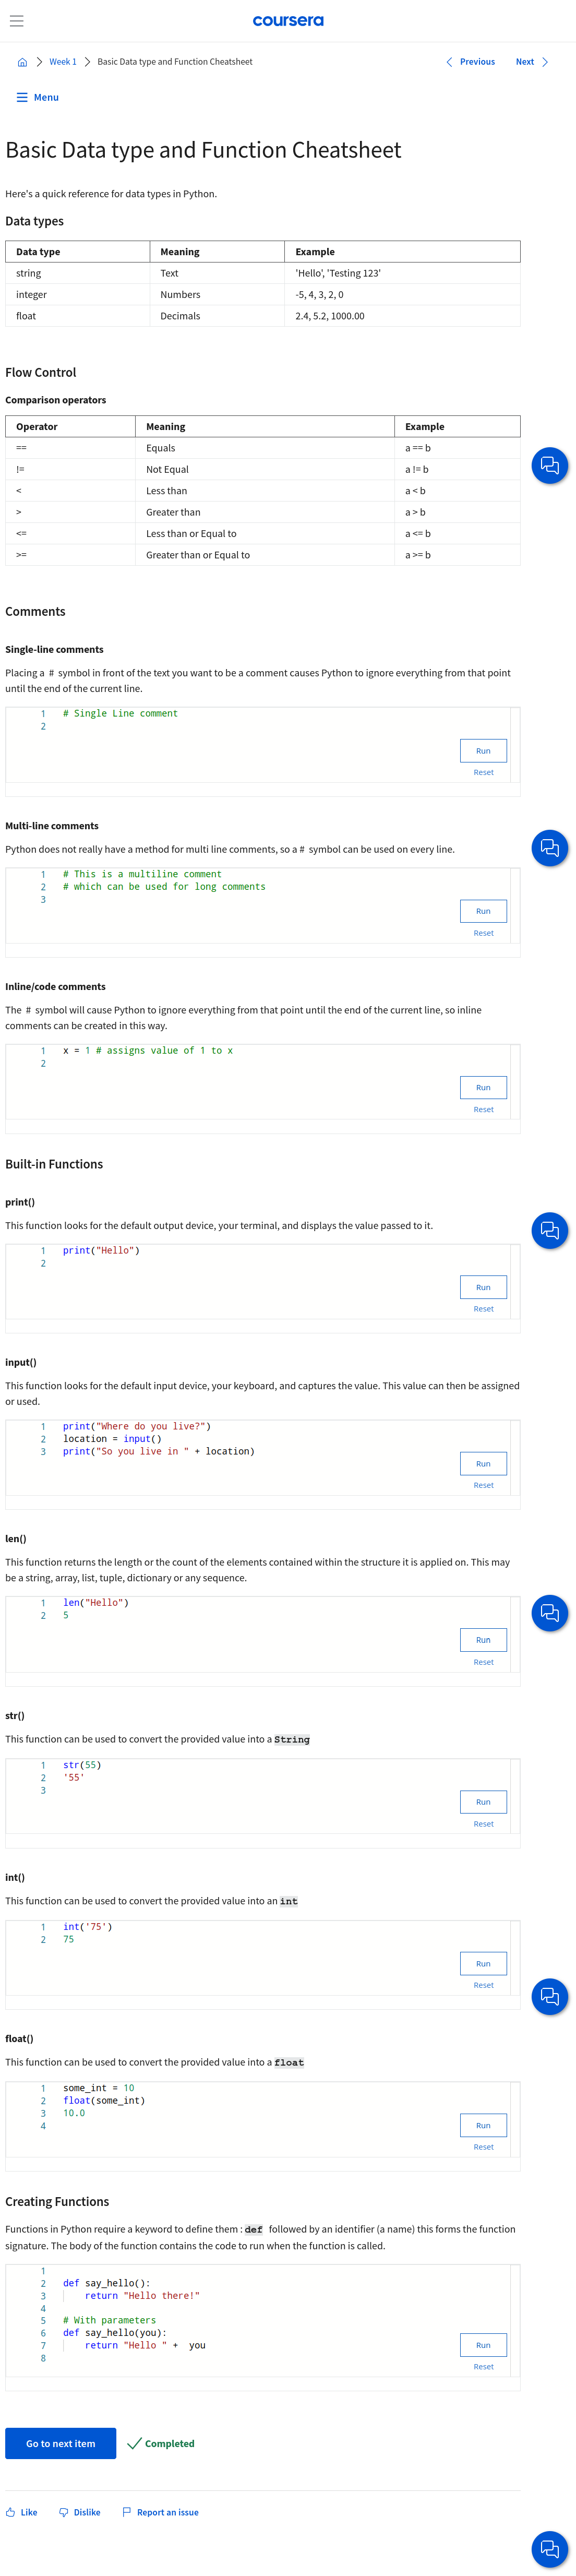 coursera
Week 1
Basic Data type and Function Cheatsheet
Previous
Next
Menu
Basic Data type and Function Cheatsheet
Here's a quick reference for data types in Python.
Data types
Data type Meaning Example
string Text 'Hello', 'Testing 123'
integer Numbers -5, 4, 3, 2, 0
float Decimals 2.4, 5.2, 1000.00
Flow Control
Comparison operators
Operator Meaning Example
== Equals a == b
!= Not Equal a != b
< Less than a < b
> Greater than a > b
<= Less than or Equal to a <= b
>= Greater than or Equal to a >= b
Comments
Single-line comments
Placing a # symbol in front of the text you want to be a comment causes Python to ignore everything from that point
until the end of the current line.
1 # Single Line comment
2
Run
Reset
Multi-line comments
Python does not really have a method for multi line comments, so a # symbol can be used on every line.
1 # This is a multiline comment
2 # which can be used for long comments
3
Run
Reset
Inline/code comments
The # symbol will cause Python to ignore everything from that point until the end of the current line, so inline
comments can be created in this way.
1 x = 1 # assigns value of 1 to x
2
Run
Reset
Built-in Functions
print()
This function looks for the default output device, your terminal, and displays the value passed to it.
1 print("Hello")
2
Run
Reset
input()
This function looks for the default input device, your keyboard, and captures the value. This value can then be assigned
or used.
1 print("Where do you live?")
2 location = input()
3 print("So you live in " + location)
Run
Reset
len()
This function returns the length or the count of the elements contained within the structure it is applied on. This may
be a string, array, list, tuple, dictionary or any sequence.
1 len("Hello")
2 5
Run
Reset
str()
This function can be used to convert the provided value into a String
1 str(55)
2 '55'
3
Run
Reset
int()
This function can be used to convert the provided value into an int
1 int('75')
2 75
Run
Reset
float()
This function can be used to convert the provided value into a float
1 some_int = 10
2 float(some_int)
3 10.0
4
Run
Reset
Creating Functions
Functions in Python require a keyword to define them : def followed by an identifier (a name) this forms the function
signature. The body of the function contains the code to run when the function is called.
1
2 def say_hello():
3     return "Hello there!"
4
5 # With parameters
6 def say_hello(you):
7     return "Hello " +  you
8
Run
Reset
Go to next item
Completed
Like
Dislike
Report an issue